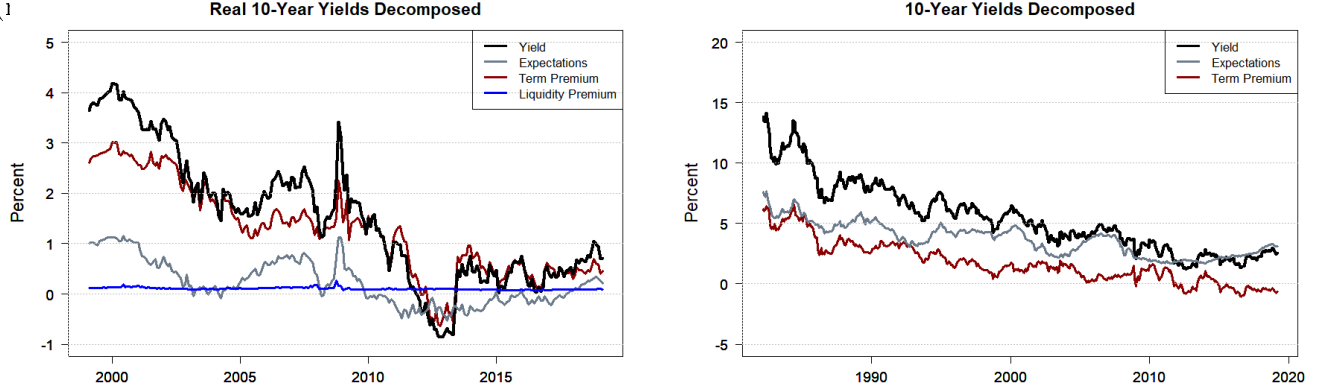 Real 10-Year Yields Decomposed
Percent
5
4
3
2
1
0
-1
2000
2005
2010
2015
Yield
Expectations
Term Premium
Liquidity Premium
10-Year Yields Decomposed
Percent
20
15
10
5
0
-5
1990
2000
2010
2020
Yield
Expectations
Term Premium